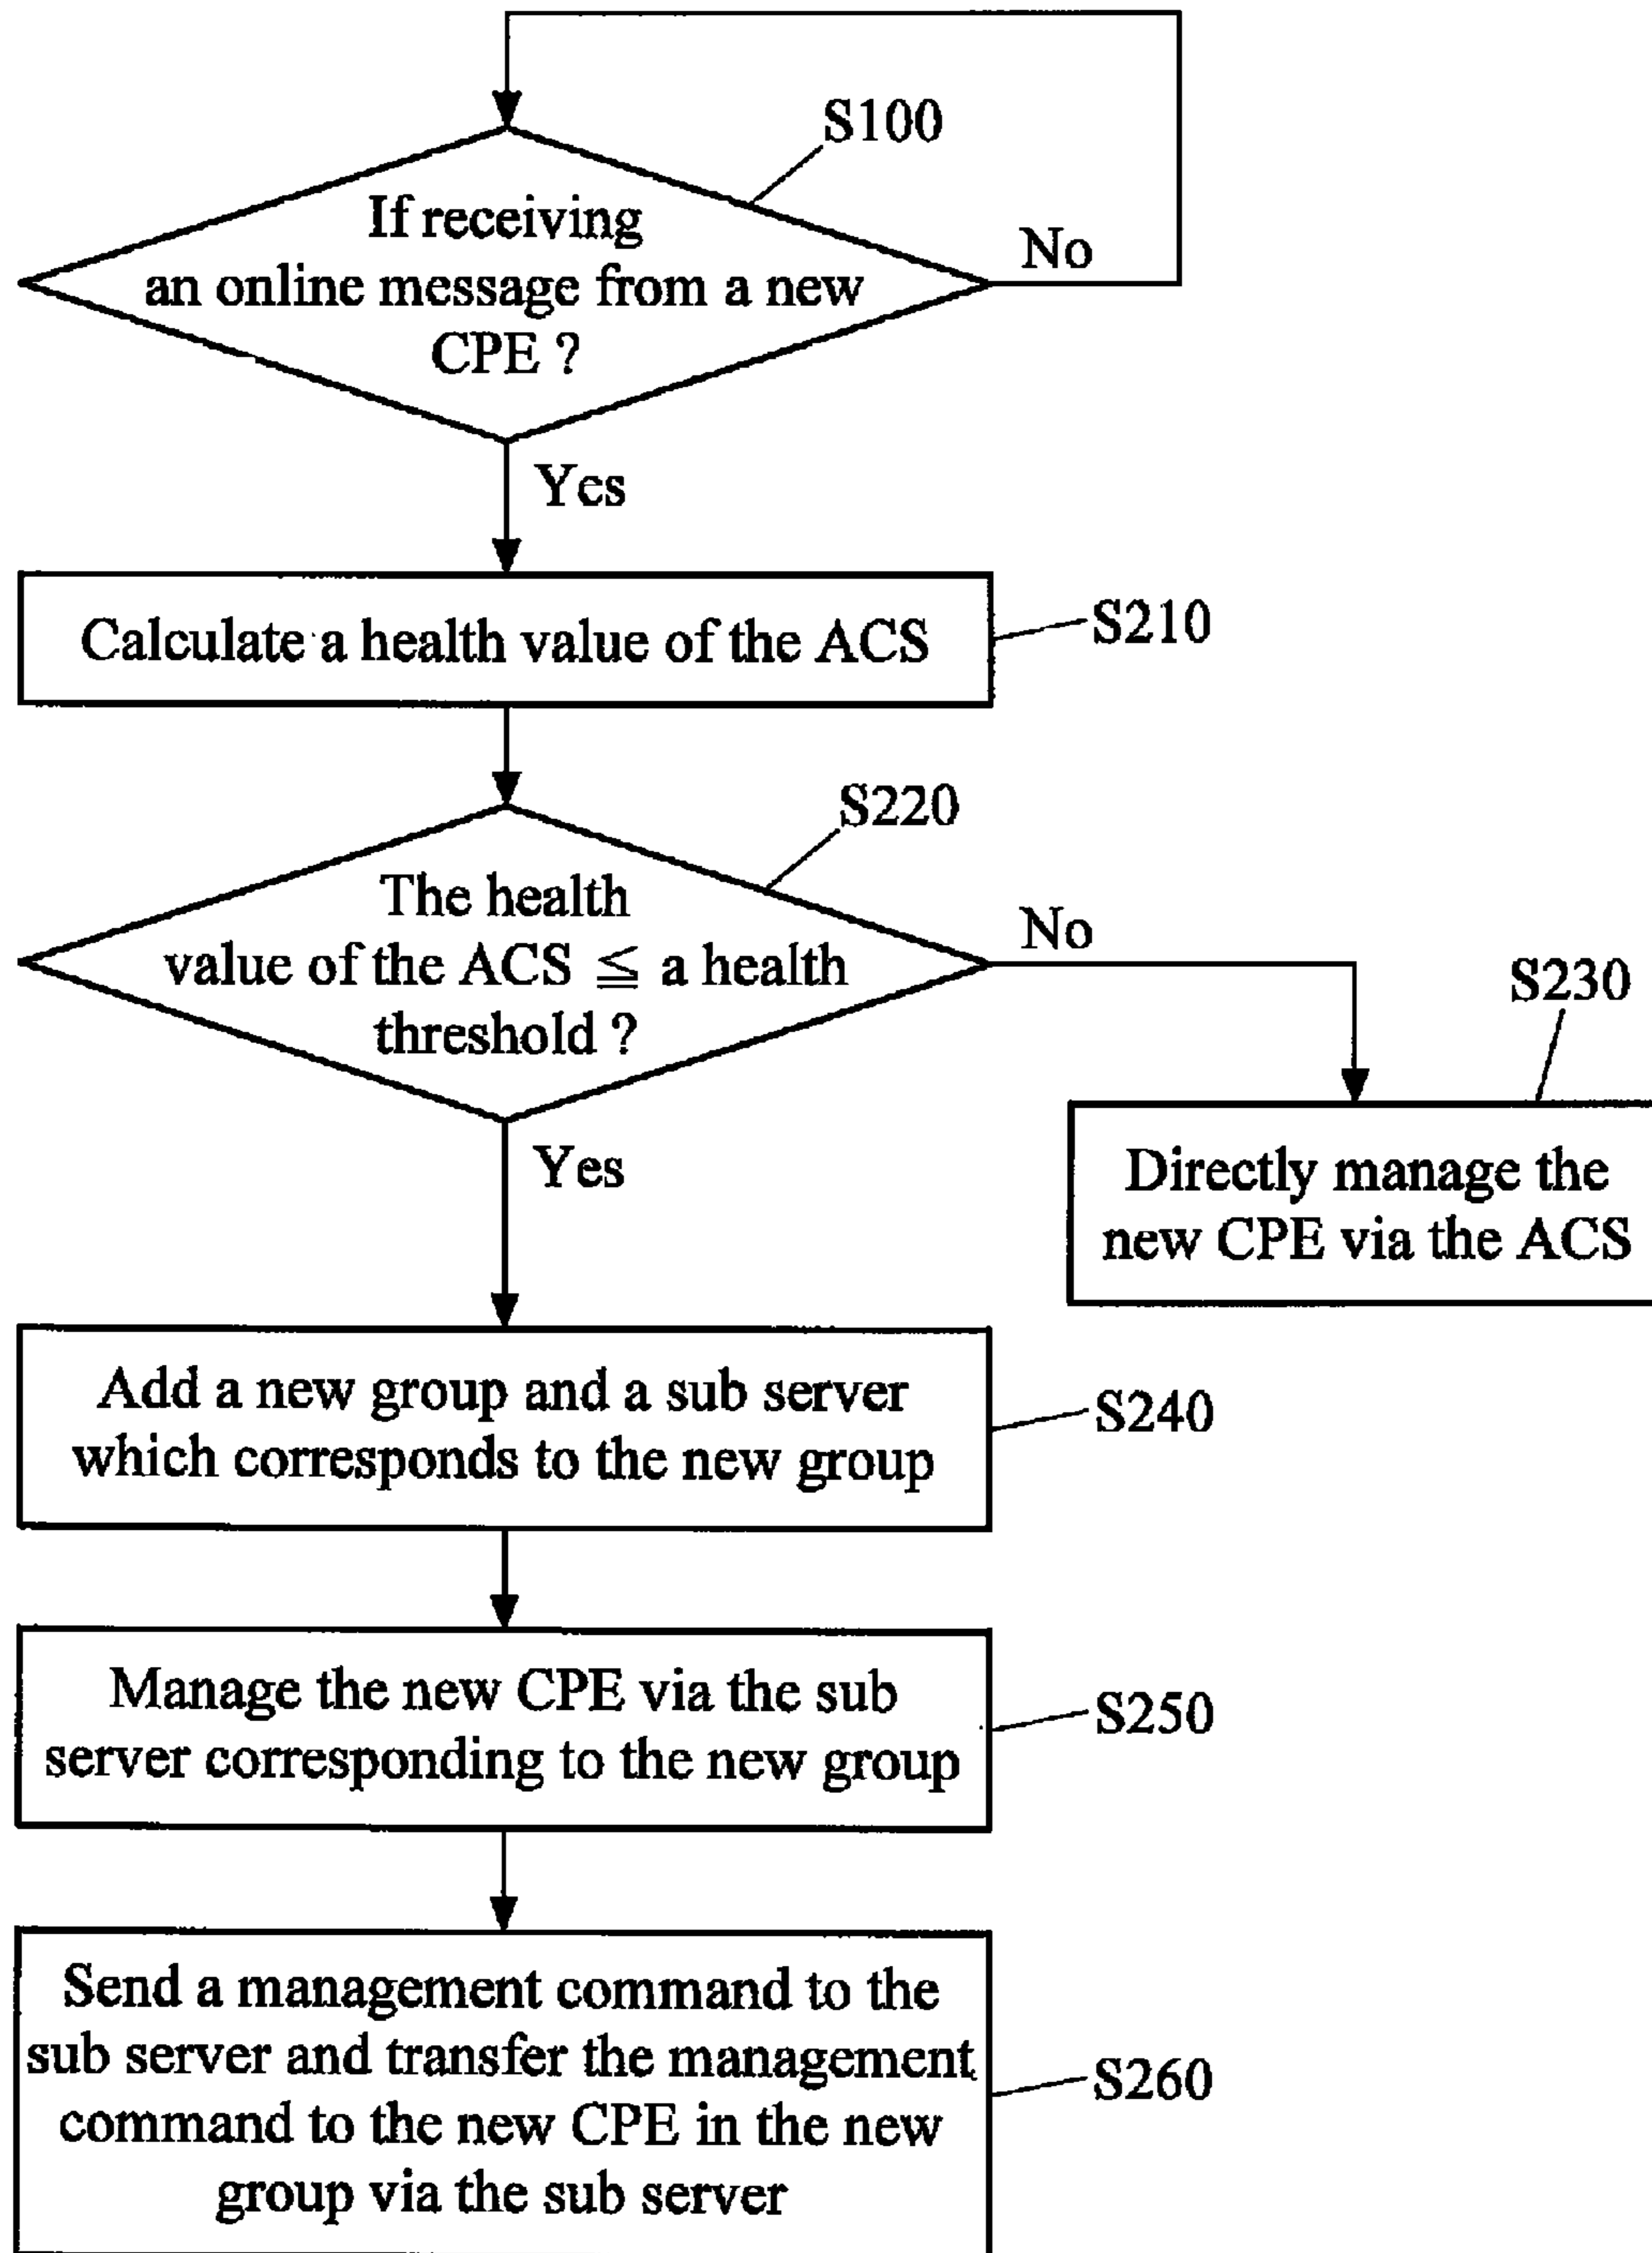 S100
If receiving
an online message from a new
CPE ?
No
Yes
Calculate a health value of the ACS
S210
S220
The health
value of the ACS ≦ a health
threshold ?
No
S230
Directly manage the
new CPE via the ACS
Yes
Add a new group and a sub server
which corresponds to the new group
S240
Manage the new CPE via the sub
server corresponding to the new group
S250
Send a management command to the
sub server and transfer the management
command to the new CPE in the new
group via the sub server
S260